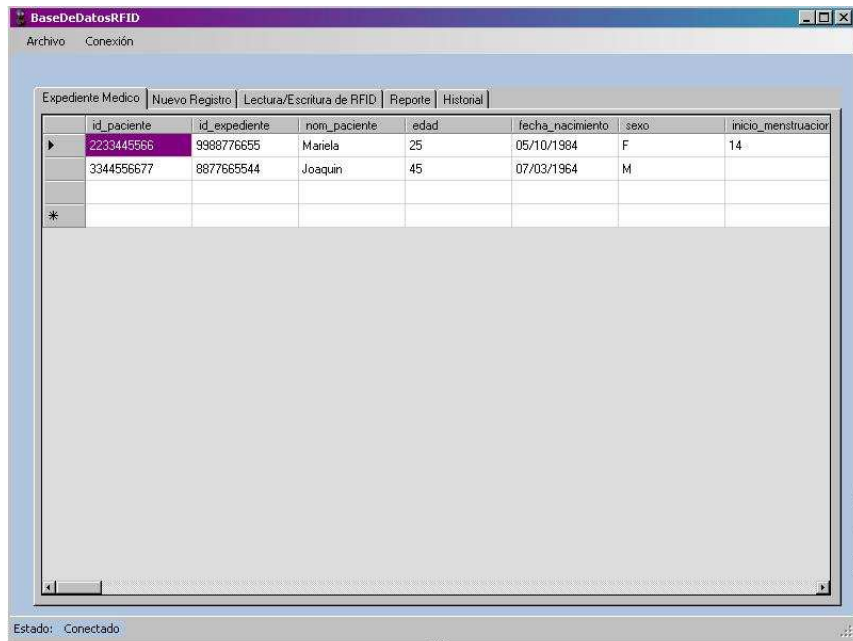 BaseDeDatosRFID
Archivo Conexión
Expediente Medico Nuevo Registro Lectura/Escritura de RFID Reporte Historial
id_paciente id_expediente nom_paciente edad fecha_nacimiento sexo inicio_menstruacion
2233445566 9988776655 Mariela 25 05/10/1984 F 14
3344556677 8877665544 Joaquin 45 07/03/1964 M
Estado: Conectado